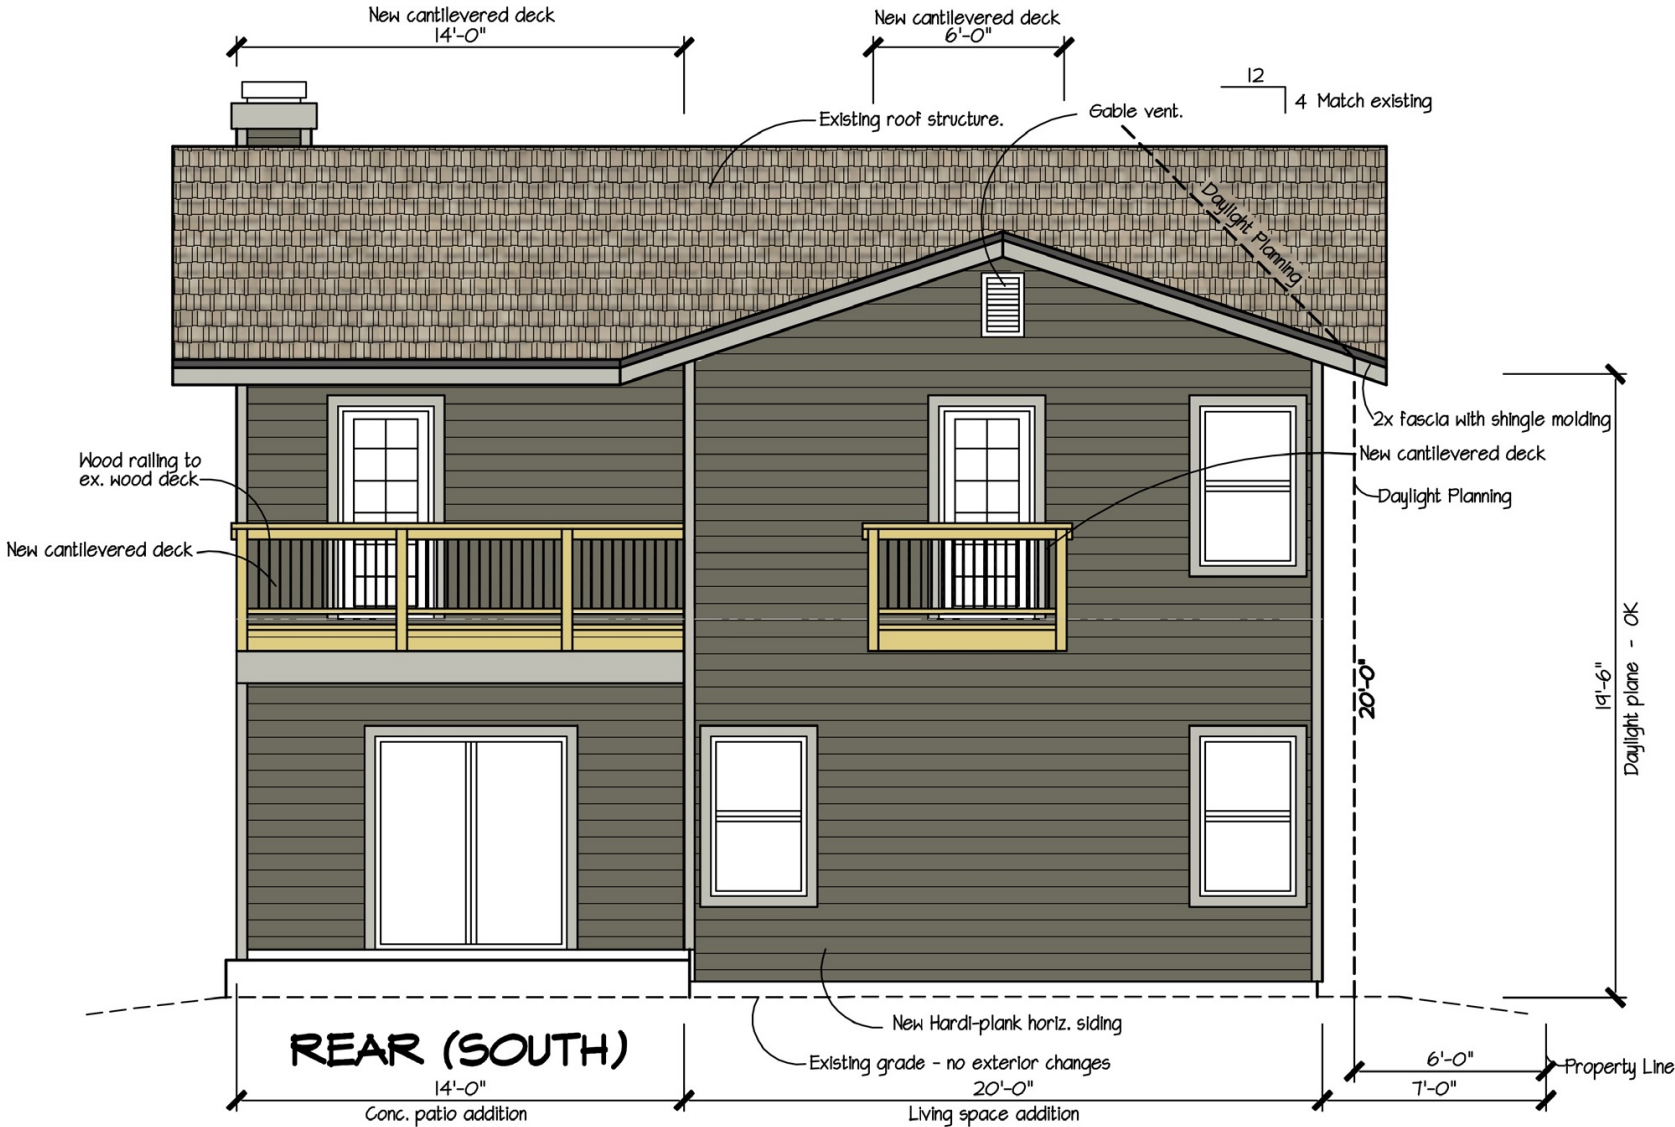 New cantilevered deck
14'-0"
New cantilevered deck
6'-0"
12
4 Match existing
Existing roof structure.
Gable vent.
Daylight Planning
2x fascia with shingle molding
New cantilevered deck
Daylight Planning
Wood railing to
ex. wood deck
New cantilevered deck
20'-0"
19'-6"
Daylight plane - OK
New Hardi-plank horiz. siding
Existing grade - no exterior changes
REAR (SOUTH)
6'-0"
Property Line
14'-0"
Conc. patio addition
20'-0"
Living space addition
7'-0"